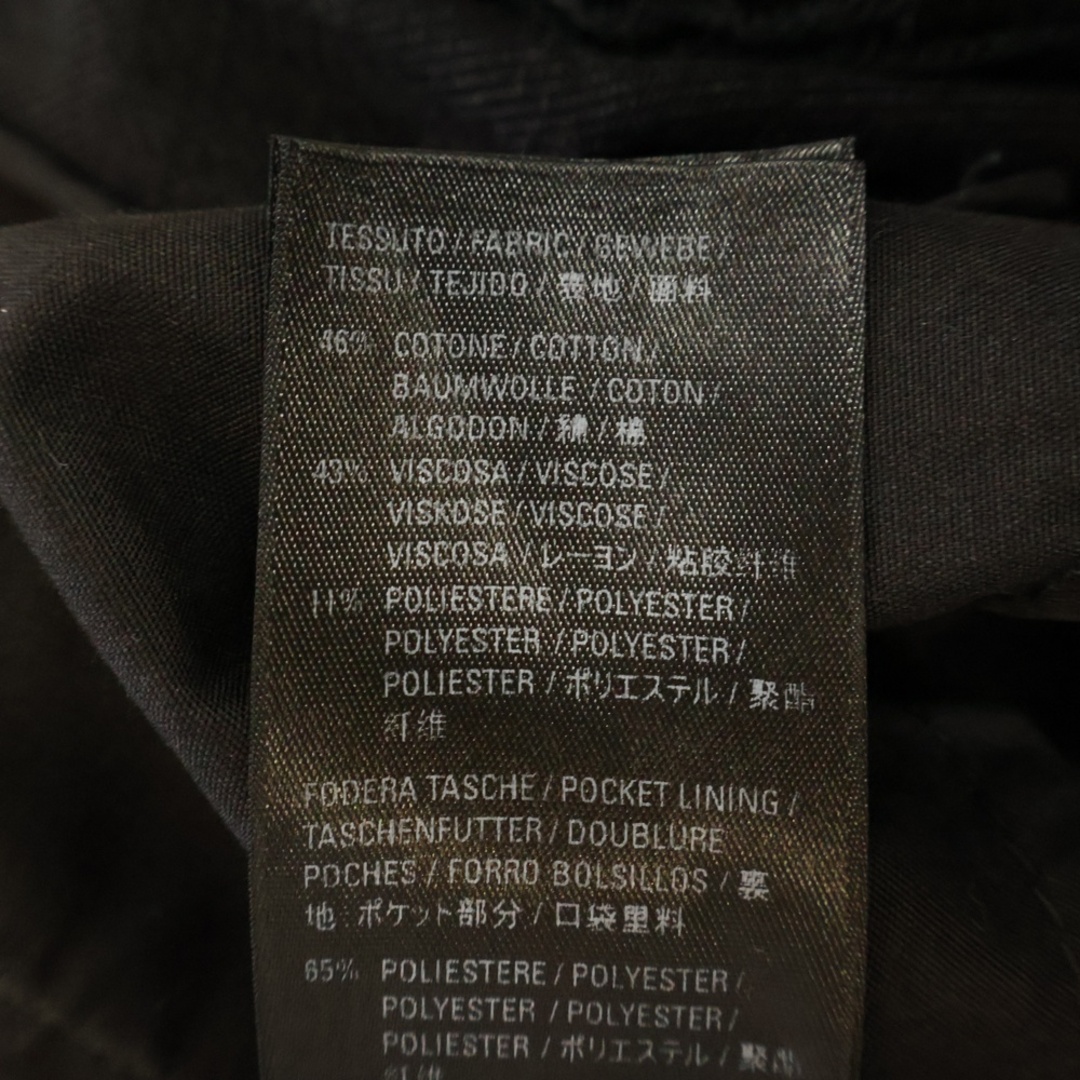 TESSUTO / FABRIC / GEWEBE /
TISSU / TEJIDO / 表地 / 面料
46% COTONE / COTTON /
BAUMWOLLE / COTON /
ALGODON / 綿 / 棉
43% VISCOSA / VISCOSE /
VISKOSE / VISCOSE /
VISCOSA / レーヨン / 粘胶纤维
11% POLIESTERE / POLYESTER /
POLYESTER / POLYESTER /
POLIESTER / ポリエステル / 聚酯
纤维
FODERA TASCHE / POCKET LINING /
TASCHENFUTTER / DOUBLURE
POCHES / FORRO BOLSILLOS / 裏
地:ポケット部分 / 口袋里料
65% POLIESTERE / POLYESTER /
POLYESTER / POLYESTER /
POLIESTER / ポリエステル / 聚酯
纤维